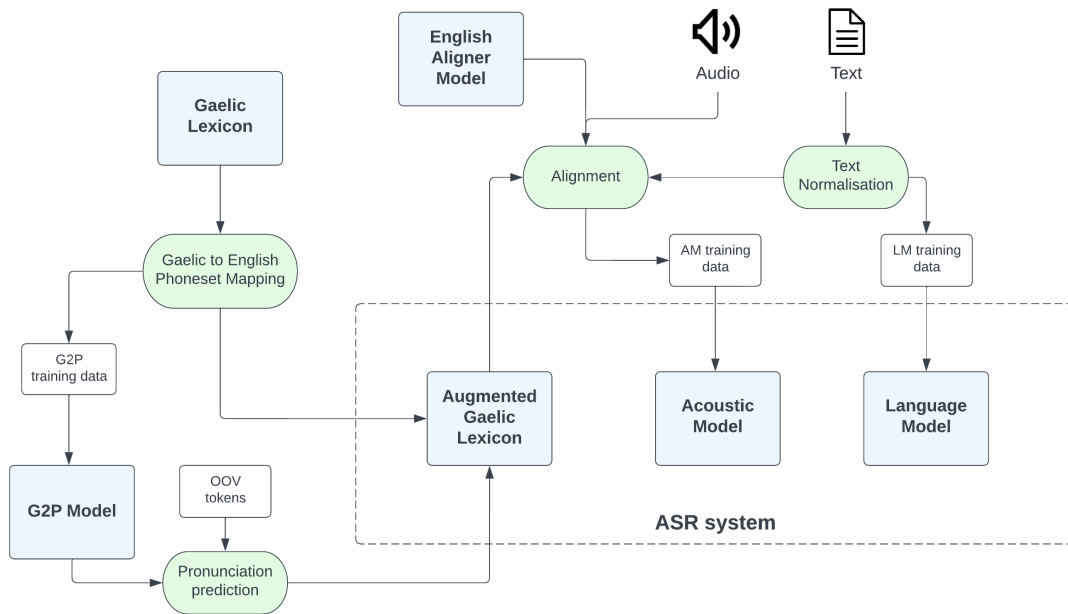 English
Aligner
Model
Audio
Text
Gaelic
Lexicon
Alignment
Text
Normalisation
Gaelic to English
Phoneset Mapping
AM training
data
LM training
data
G2P
training data
Augmented
Gaelic
Lexicon
Acoustic
Model
Language
Model
G2P Model
OOV
tokens
ASR system
Pronunciation
prediction